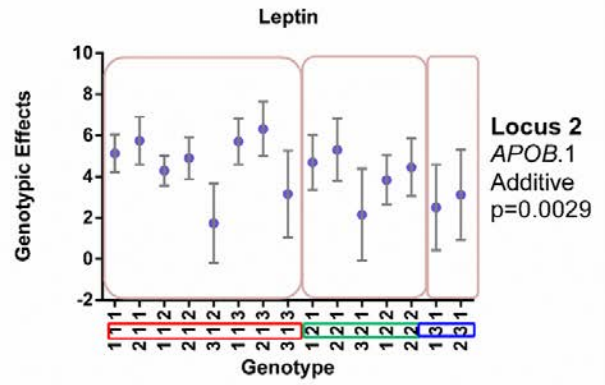 Leptin
Genotypic Effects
10
8
6
4
2
0
-2
1 1 1
2 1 1
1 1 2
2 1 2
3 1 2
1 1 3
2 1 3
3 1 3
1 2 1
2 2 1
3 2 1
1 2 2
2 2 2
1 3 1
2 3 1
Genotype
Locus 2
APOB.1
Additive
p=0.0029